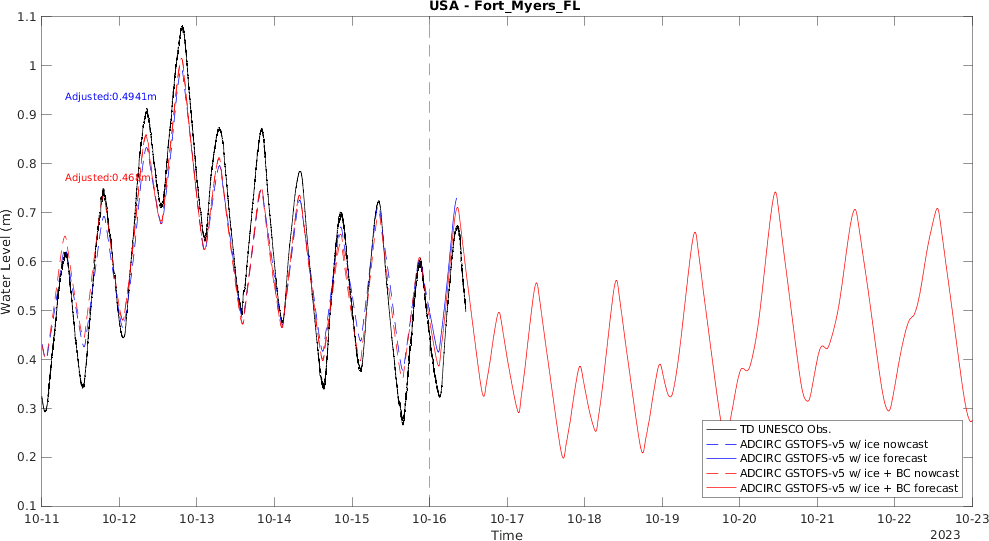 USA - Fort_Myers_FL
1.1
1
0.9
0.8
0.7
0.6
0.5
0.4
0.3
0.2
0.1
Water Level (m)
Adjusted:0.4941m
Adjusted:0.468m
TD UNESCO Obs.
ADCIRC GSTOFS-v5 w/ ice nowcast
ADCIRC GSTOFS-v5 w/ ice forecast
ADCIRC GSTOFS-v5 w/ ice + BC nowcast
ADCIRC GSTOFS-v5 w/ ice + BC forecast
10-11 10-12 10-13 10-14 10-15 10-16 10-17 10-18 10-19 10-20 10-21 10-22 10-23
Time
2023